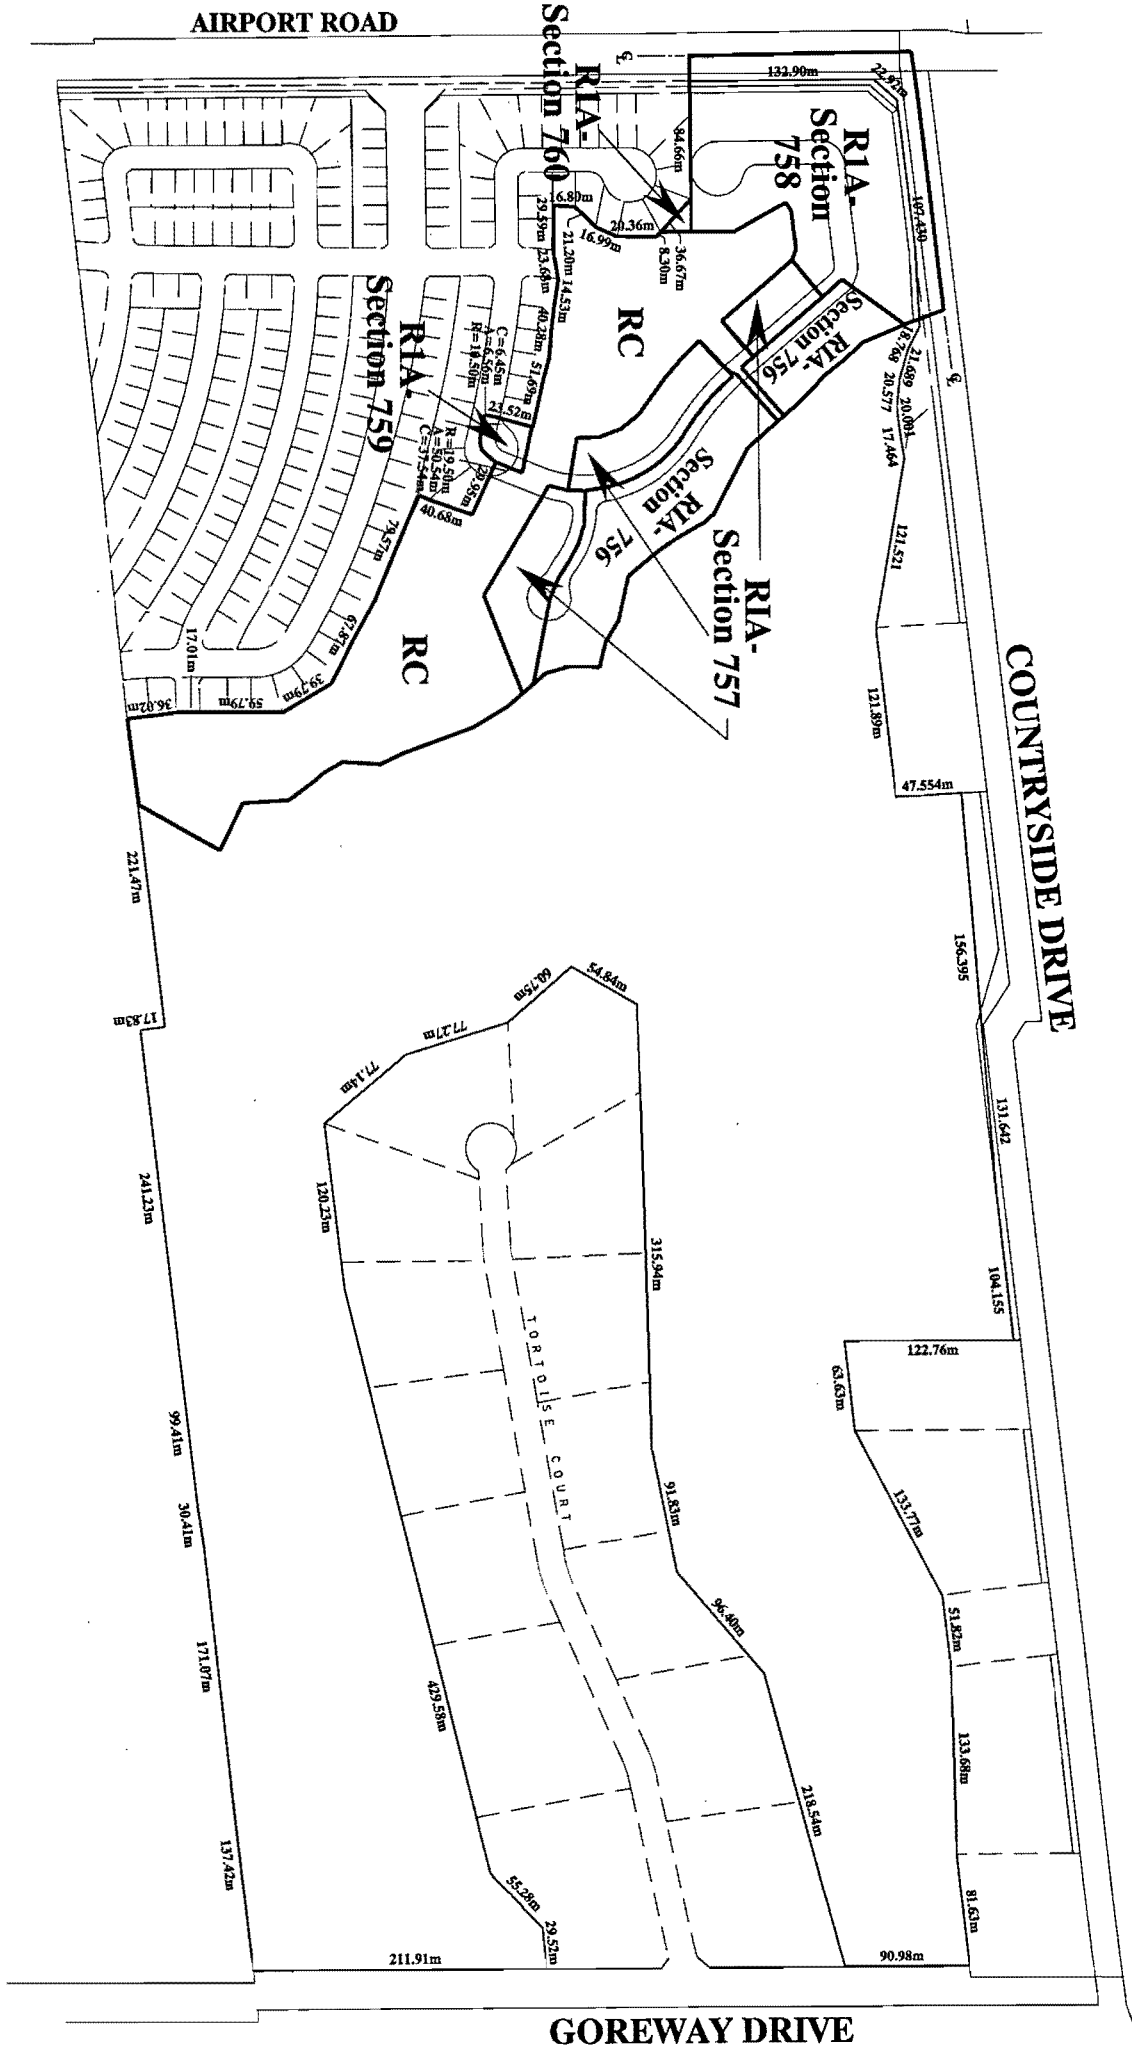 AIRPORT ROAD
R1A-
Section 760
132.90m
22.92m
R1A-
Section
758
84.66m
107.430
16.80m
29.59m
21.20m
16.99m
20.36m
36.67m
8.30m
23.68m
14.53m
40.28m
51.69m
RC
RIA-
Section 756
18.768
21.689
20.577
20.001
17.464
R1A-
Section 759
C=6.45m
A=6.56m
23.52m
R=19.50m
A=50.54m
C=37.54m
20.95m
40.68m
79.57m
67.87m
39.79m
59.79m
17.01m
36.02m
RIA-
Section
756
RIA-
Section 757
RC
121.521
121.89m
47.554m
COUNTRYSIDE DRIVE
156.395
131.642
104.155
221.47m
17.83m
241.23m
99.41m
30.41m
171.07m
137.42m
54.84m
60.75m
77.27m
77.14m
120.23m
315.94m
TORTOISE COURT
91.83m
96.40m
429.58m
218.54m
55.28m
29.52m
122.76m
63.63m
133.77m
51.82m
133.68m
81.63m
211.91m
90.98m
GOREWAY DRIVE